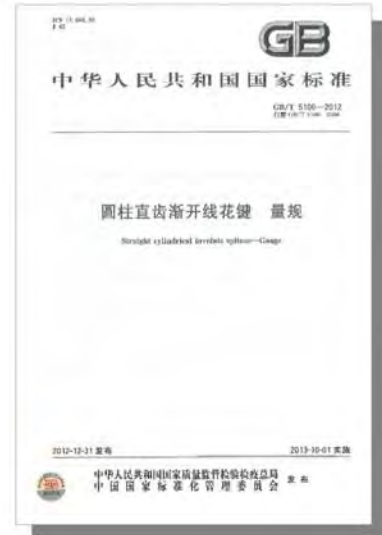 GB
中华人民共和国国家标准
GB/T 5106—2012
圆柱直齿渐开线花键 量规
Straight cylindrical involute splines—Gauge
2012-12-31 发布
2013-10-01 实施
中华人民共和国国家质量监督检验检疫总局
中国国家标准化管理委员会
发布